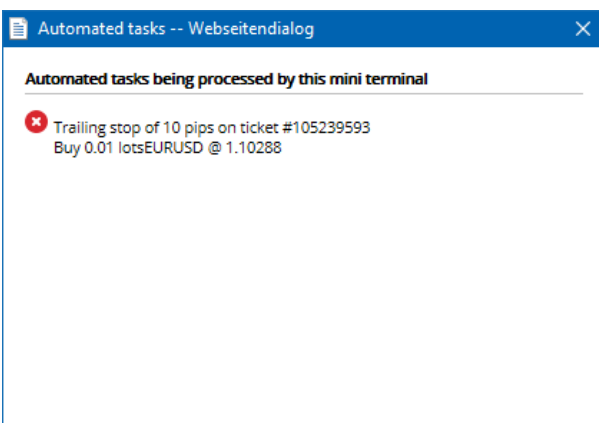 Automated tasks -- Webseitendialog
Automated tasks being processed by this mini terminal
Trailing stop of 10 pips on ticket #105239593
Buy 0.01 lotsEURUSD @ 1.10288